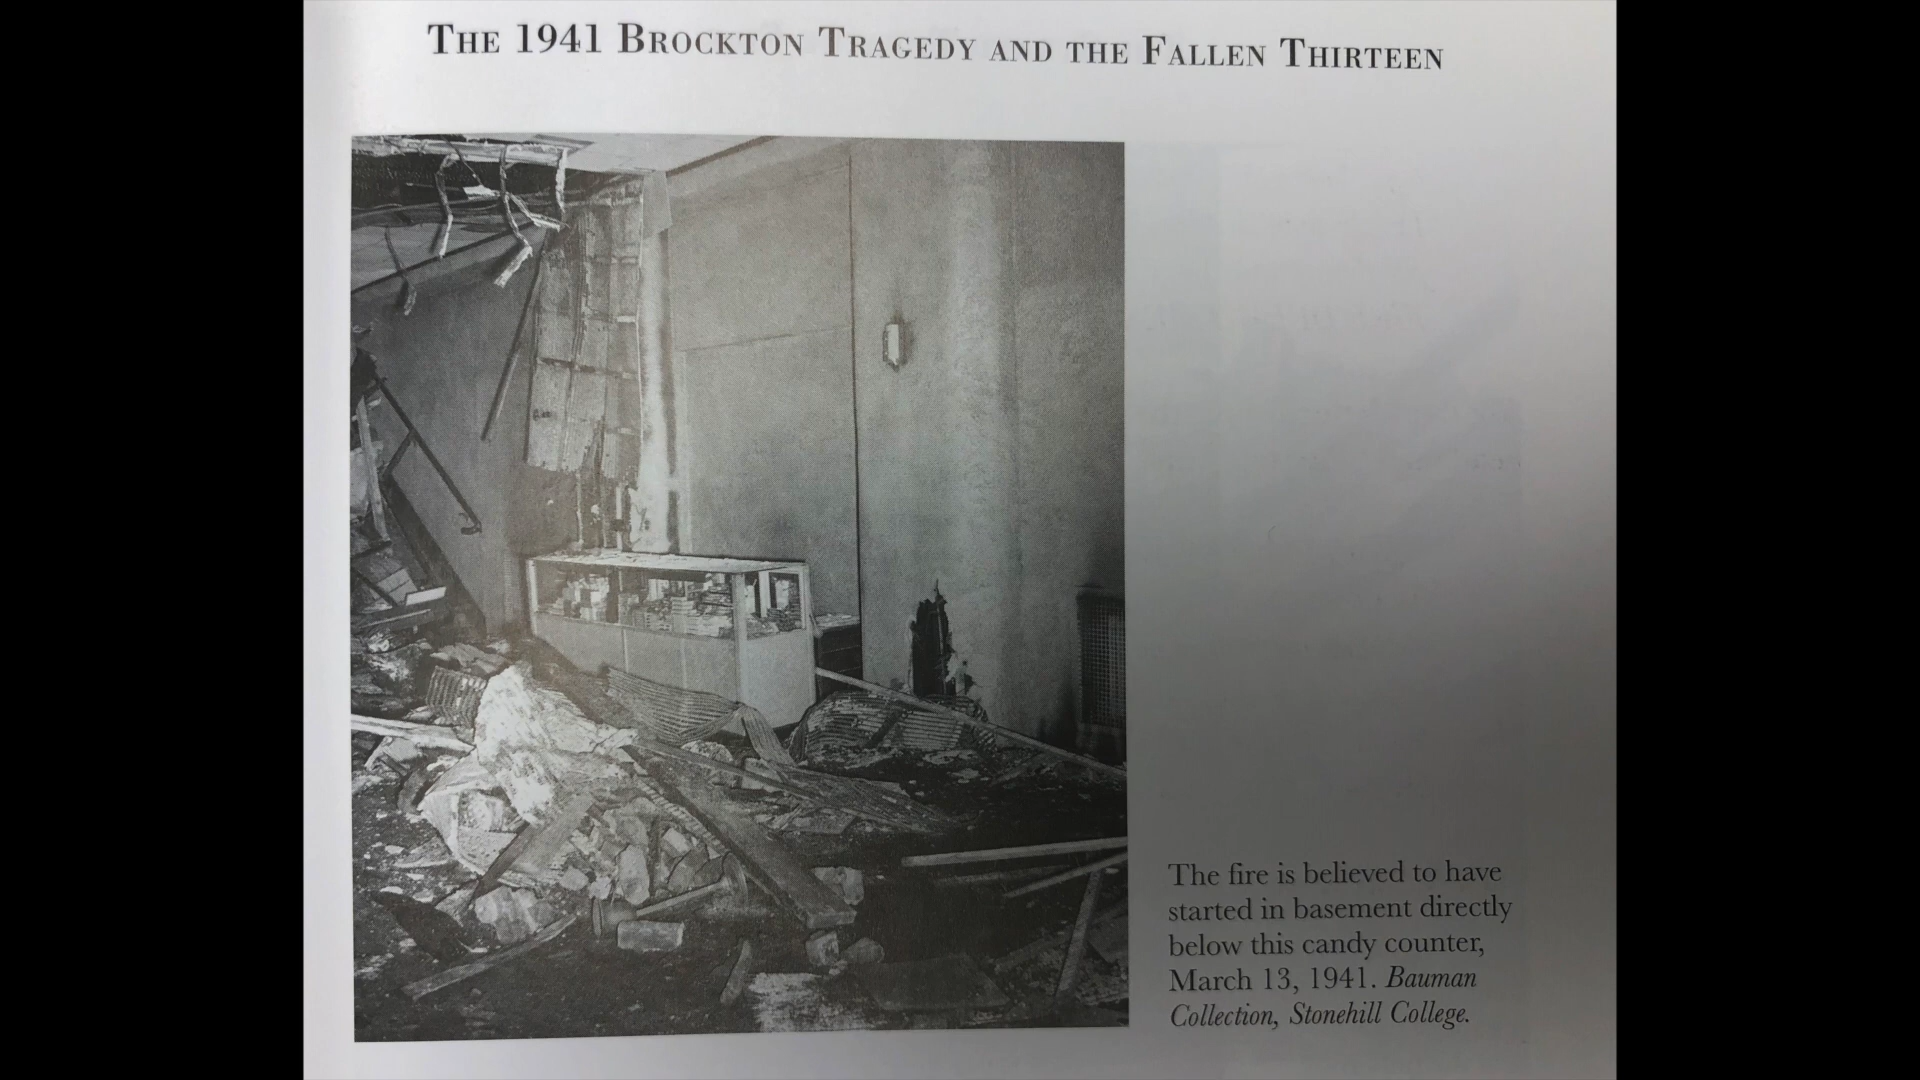 The 1941 Brockton Tragedy and the Fallen Thirteen
The fire is believed to have
started in basement directly
below this candy counter,
March 13, 1941. Bauman
Collection, Stonehill College.